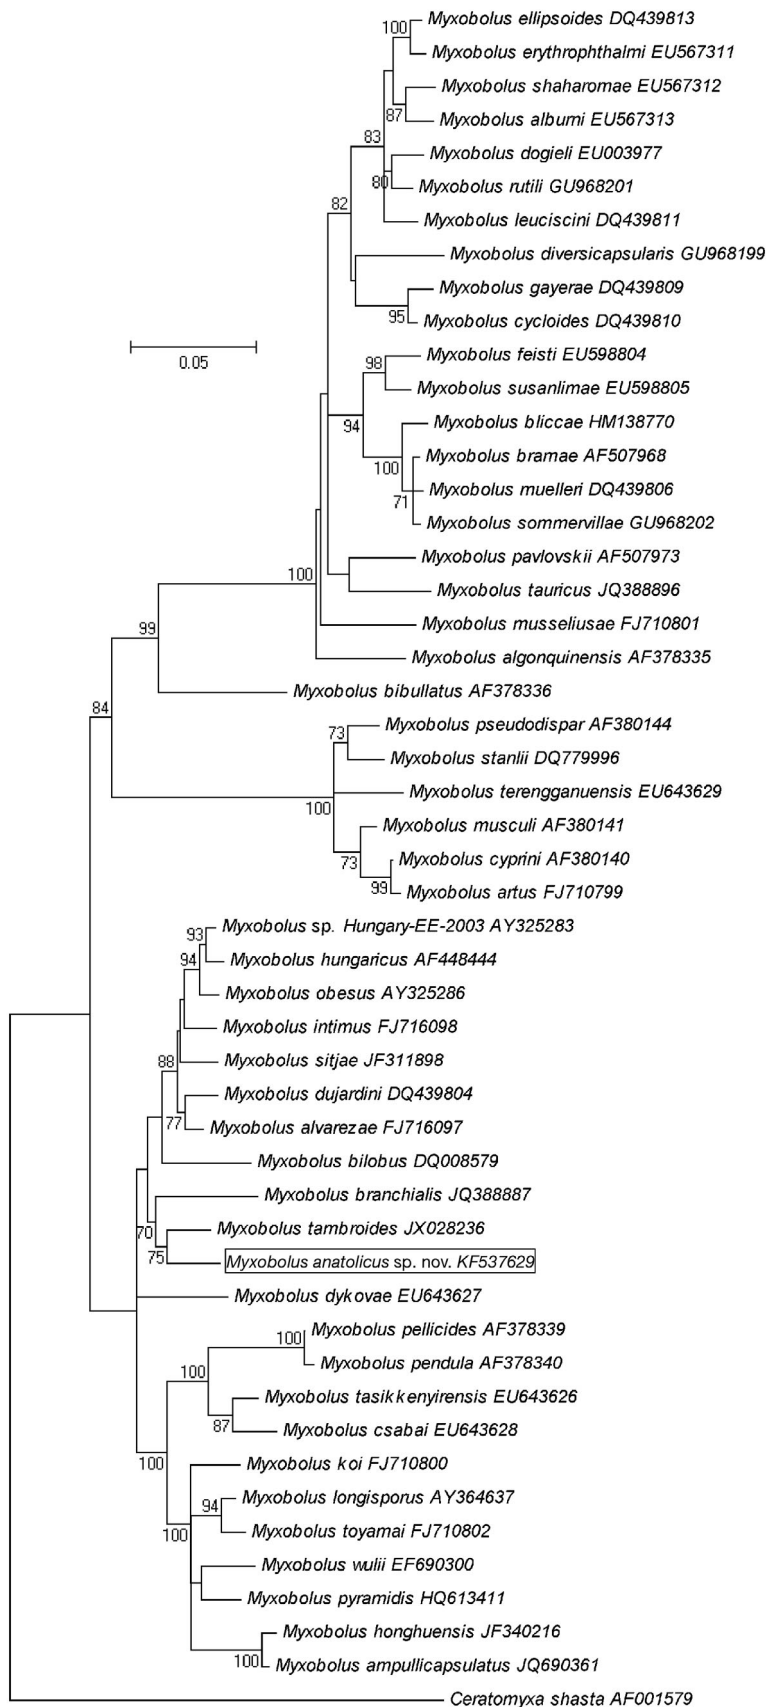 Myxobolus ellipsoides DQ439813
100
Myxobolus erythrophthalmi EU567311
Myxobolus shaharomae EU567312
87
Myxobolus alburni EU567313
83
Myxobolus dogieli EU003977
80
Myxobolus rutili GU968201
82
Myxobolus leuciscini DQ439811
Myxobolus diversicapsularis GU968199
Myxobolus gayerae DQ439809
95
Myxobolus cycloides DQ439810
0.05
Myxobolus feisti EU598804
98
Myxobolus susanlimae EU598805
94
Myxobolus bliccae HM138770
Myxobolus bramae AF507968
100
Myxobolus muelleri DQ439806
71
Myxobolus sommervillae GU968202
Myxobolus pavlovskii AF507973
100
Myxobolus tauricus JQ388896
Myxobolus musseliusae FJ710801
99
Myxobolus algonquinensis AF378335
Myxobolus bibullatus AF378336
84
Myxobolus pseudodispar AF380144
73
Myxobolus stanlii DQ779996
Myxobolus terengganuensis EU643629
100
Myxobolus musculi AF380141
73
Myxobolus cyprini AF380140
99
Myxobolus artus FJ710799
Myxobolus sp. Hungary-EE-2003 AY325283
93
Myxobolus hungaricus AF448444
94
Myxobolus obesus AY325286
Myxobolus intimus FJ716098
Myxobolus sitjae JF311898
88
Myxobolus dujardini DQ439804
77
Myxobolus alvarezae FJ716097
Myxobolus bilobus DQ008579
Myxobolus branchialis JQ388887
70
Myxobolus tambroides JX028236
75
Myxobolus anatolicus sp. nov. KF537629
Myxobolus dykovae EU643627
Myxobolus pellicides AF378339
100
Myxobolus pendula AF378340
100
Myxobolus tasikkenyirensis EU643626
87
Myxobolus csabai EU643628
100
Myxobolus koi FJ710800
Myxobolus longisporus AY364637
94
Myxobolus toyamai FJ710802
100
Myxobolus wulii EF690300
Myxobolus pyramidis HQ613411
Myxobolus honghuensis JF340216
100
Myxobolus ampullicapsulatus JQ690361
Ceratomyxa shasta AF001579